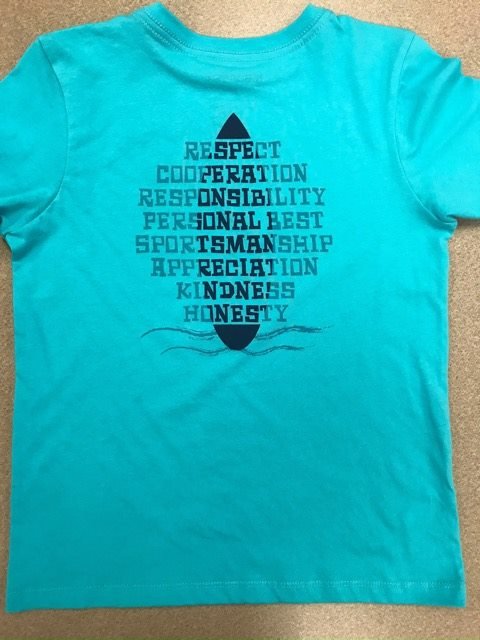 RESPECT
COOPERATION
RESPONSIBILITY
PERSONAL BEST
SPORTSMANSHIP
APPRECIATION
KINDNESS
HONESTY